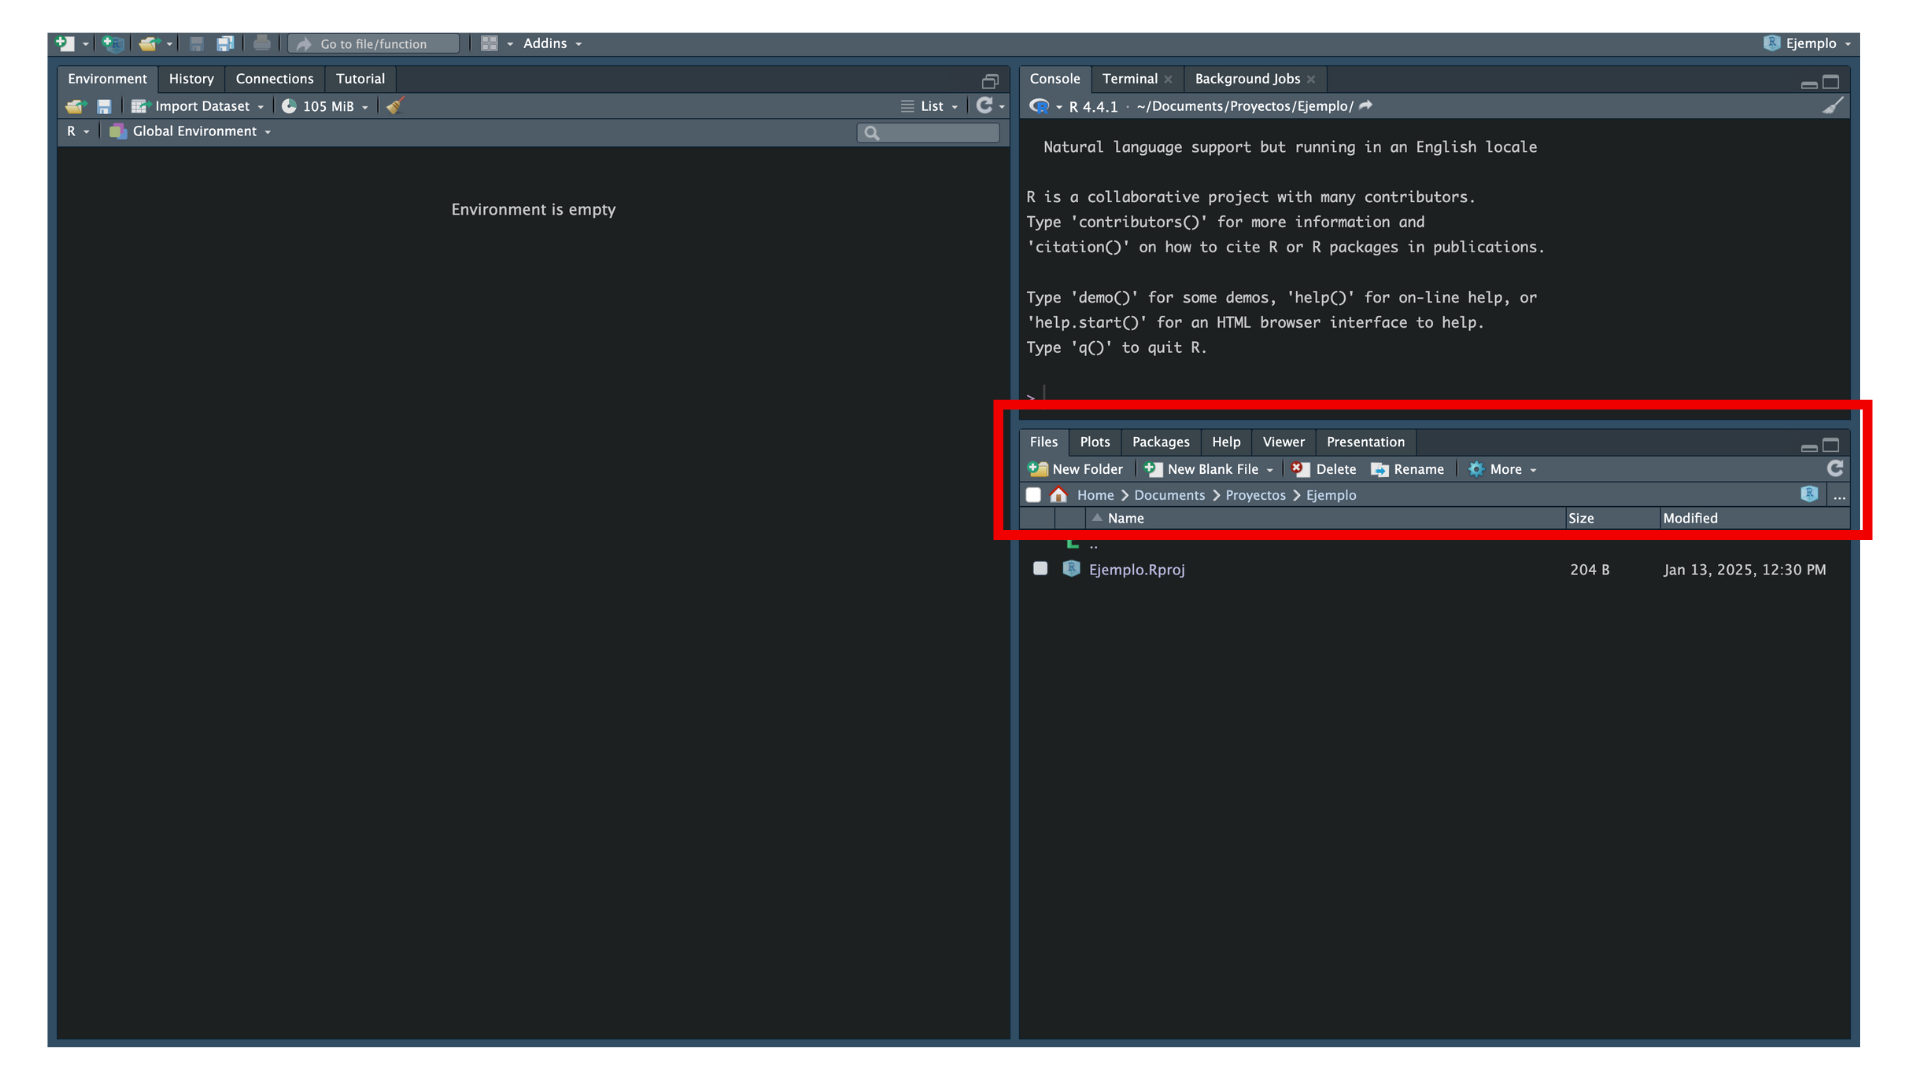 Go to file/function Addins Ejemplo
Environment History Connections Tutorial
Import Dataset 105 MiB List
R Global Environment
Environment is empty
Console Terminal Background Jobs
R 4.4.1 · ~/Documents/Proyectos/Ejemplo/
Natural language support but running in an English locale
R is a collaborative project with many contributors.
Type 'contributors()' for more information and
'citation()' on how to cite R or R packages in publications.
Type 'demo()' for some demos, 'help()' for on-line help, or
'help.start()' for an HTML browser interface to help.
Type 'q()' to quit R.
>
Files Plots Packages Help Viewer Presentation
New Folder New Blank File Delete Rename More
Home > Documents > Proyectos > Ejemplo ...
Name Size Modified
..
Ejemplo.Rproj 204 B Jan 13, 2025, 12:30 PM